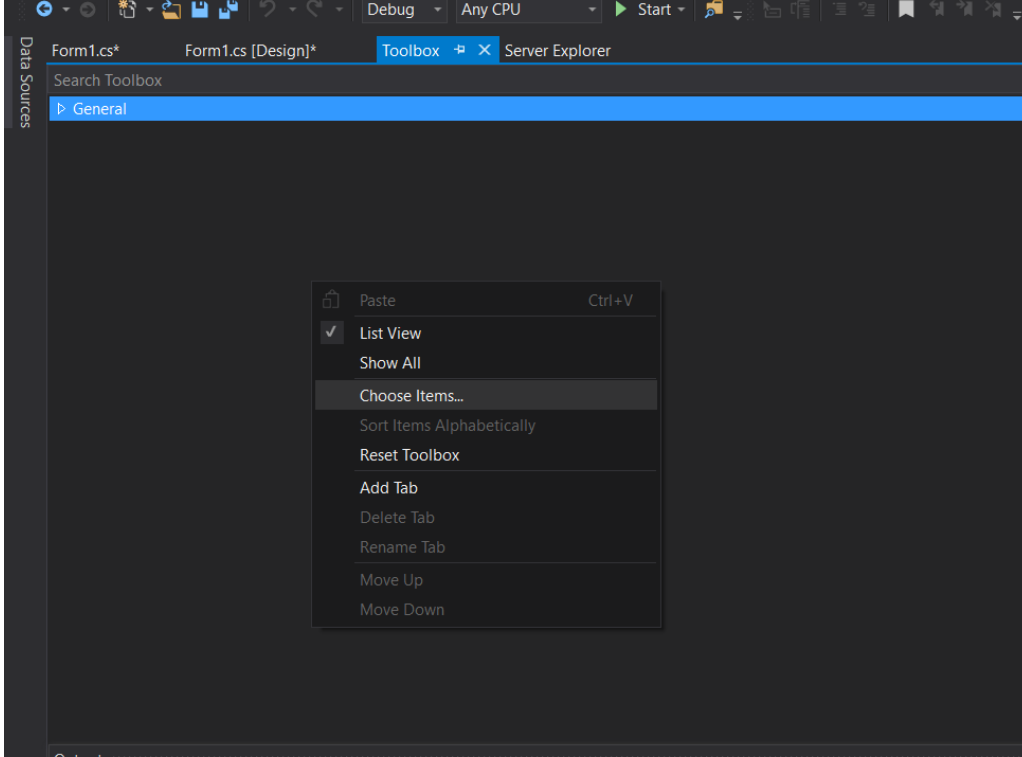 Debug Any CPU Start
Data Sources
Form1.cs* Form1.cs [Design]* Toolbox Server Explorer
Search Toolbox
General
Paste Ctrl+V
List View
Show All
Choose Items...
Sort Items Alphabetically
Reset Toolbox
Add Tab
Delete Tab
Rename Tab
Move Up
Move Down